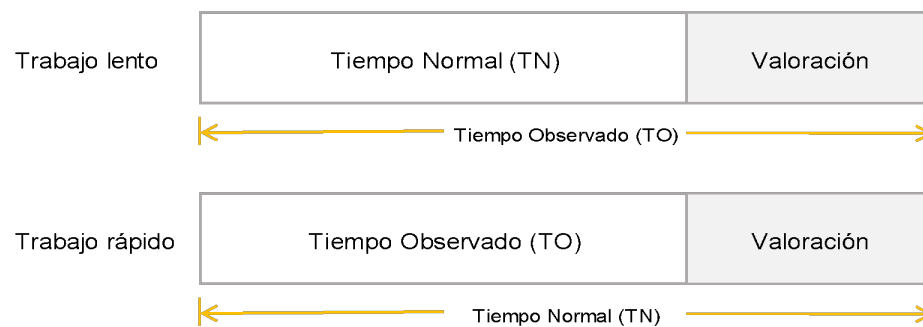 Trabajo lento
Tiempo Normal (TN)
Valoración
Tiempo Observado (TO)
Trabajo rápido
Tiempo Observado (TO)
Valoración
Tiempo Normal (TN)